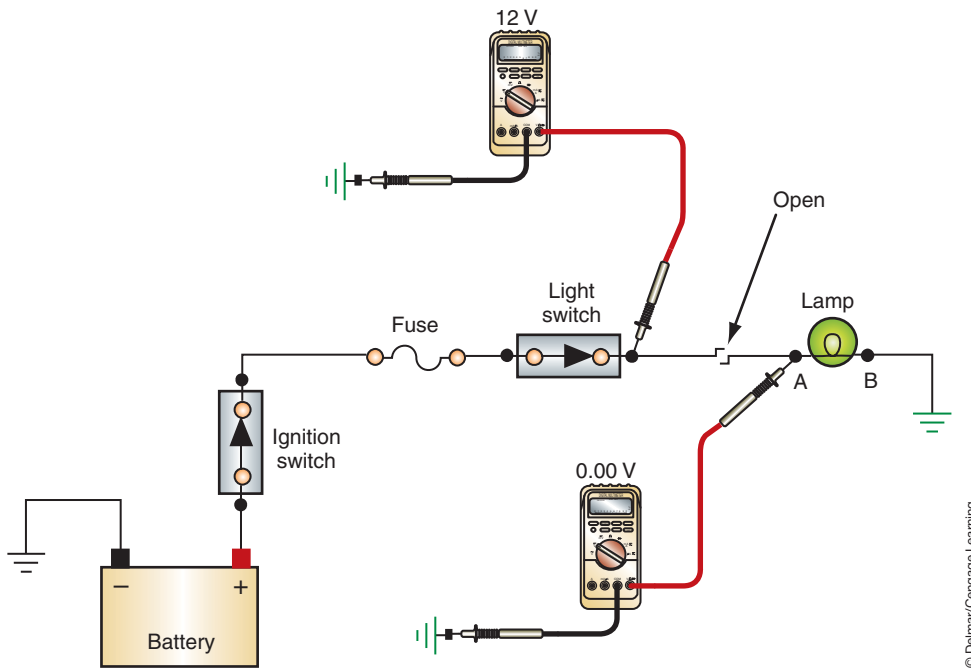 12 V
Open
Light
switch
Lamp
Fuse
A
B
Ignition
switch
0.00 V
− +
Battery
© Delmar/Cengage Learning